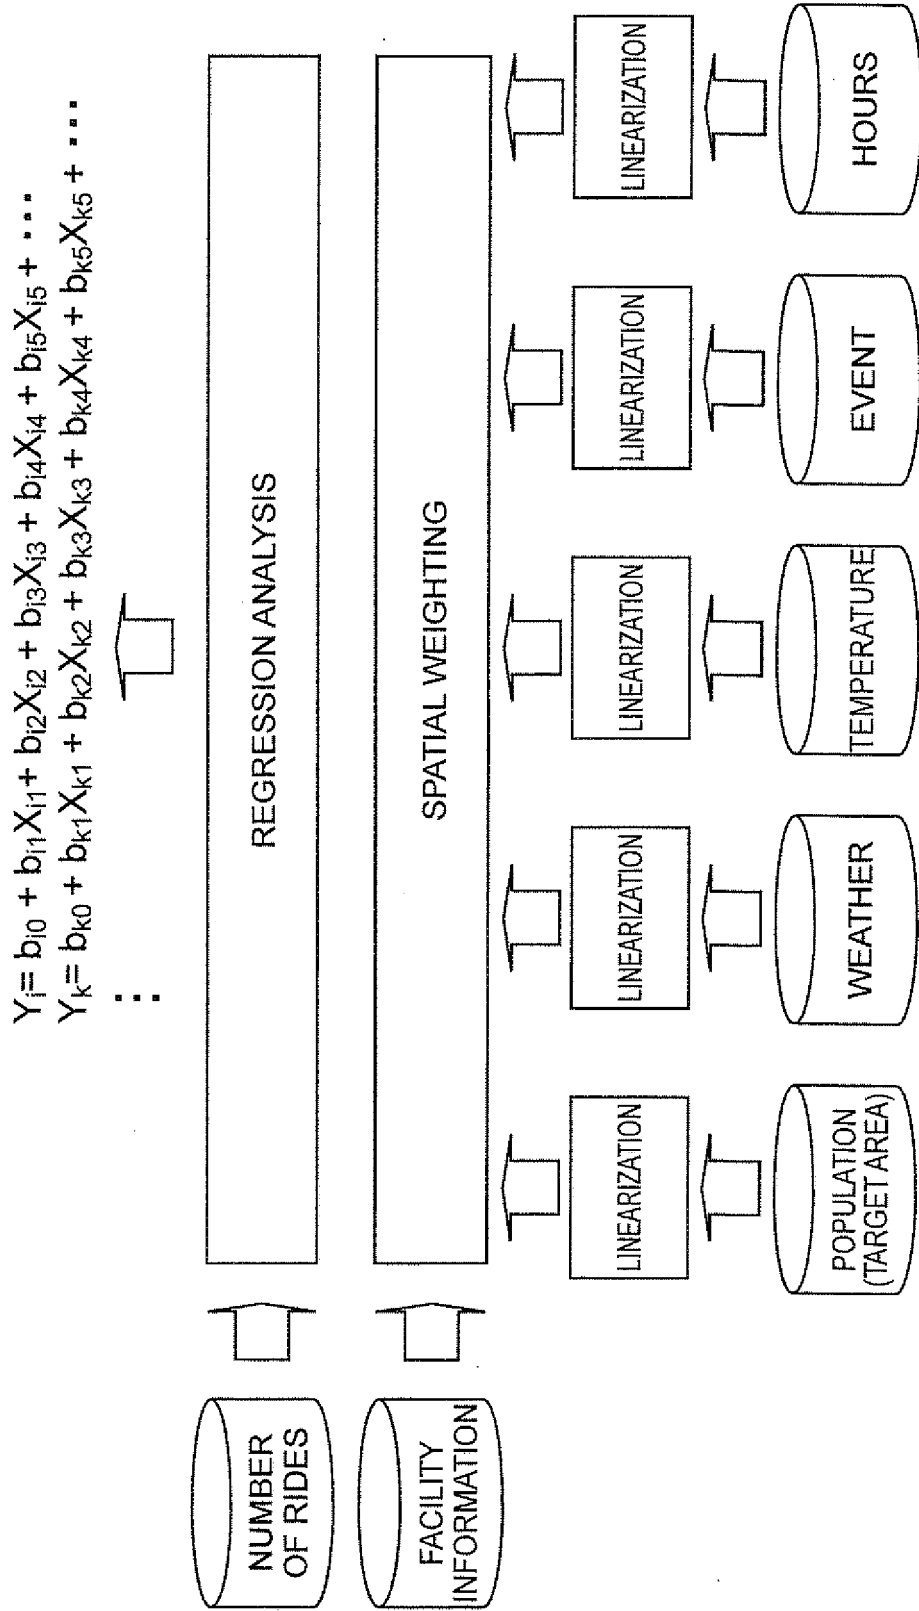 Yi= bi0 + bi1Xi1+ bi2Xi2 + bi3Xi3 + bi4Xi4 + bi5Xi5 + ···
Yk= bk0 + bk1Xk1 + bk2Xk2 + bk3Xk3 + bk4Xk4 + bk5Xk5 + ···
⋮
NUMBER
OF RIDES
REGRESSION ANALYSIS
FACILITY
INFORMATION
SPATIAL WEIGHTING
LINEARIZATION
LINEARIZATION
LINEARIZATION
LINEARIZATION
LINEARIZATION
POPULATION
(TARGET AREA)
WEATHER
TEMPERATURE
EVENT
HOURS